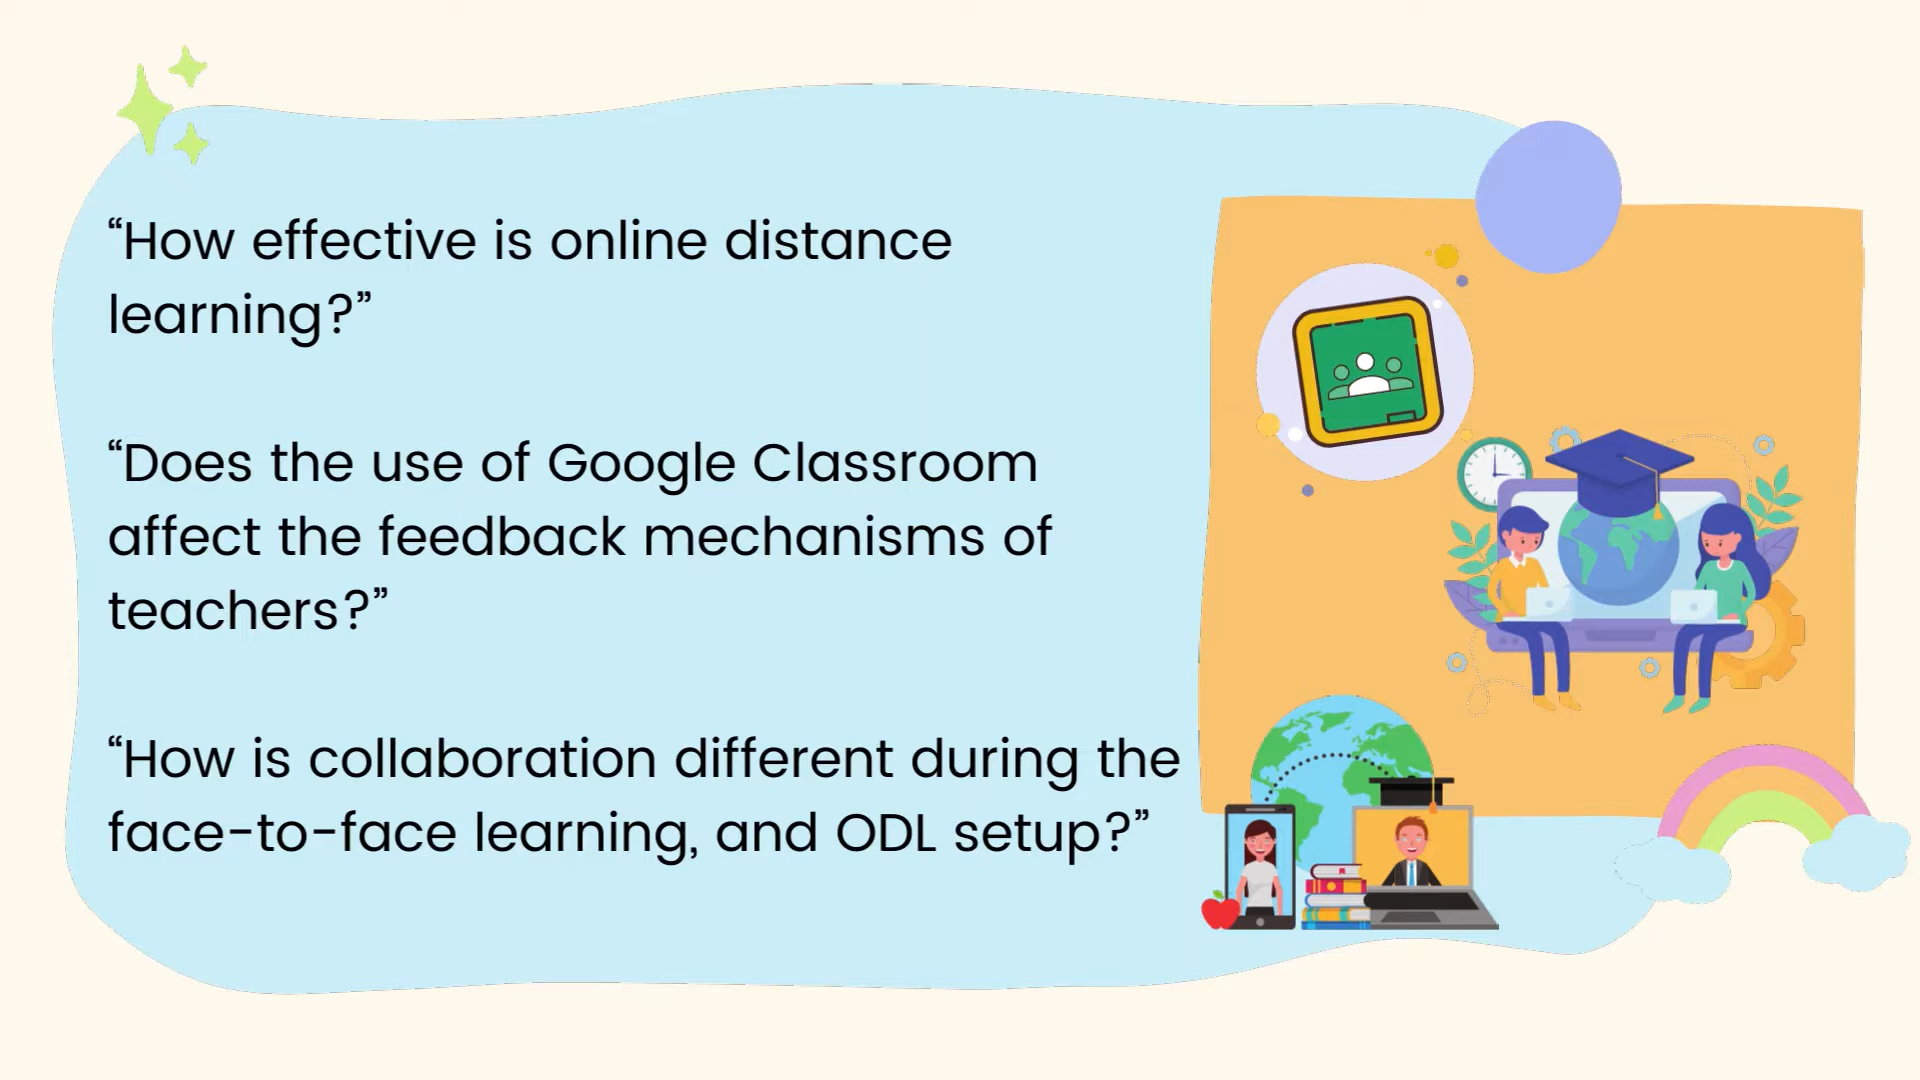 “How effective is online distance
learning?”
“Does the use of Google Classroom
affect the feedback mechanisms of
teachers?”
“How is collaboration different during the
face-to-face learning, and ODL setup?”